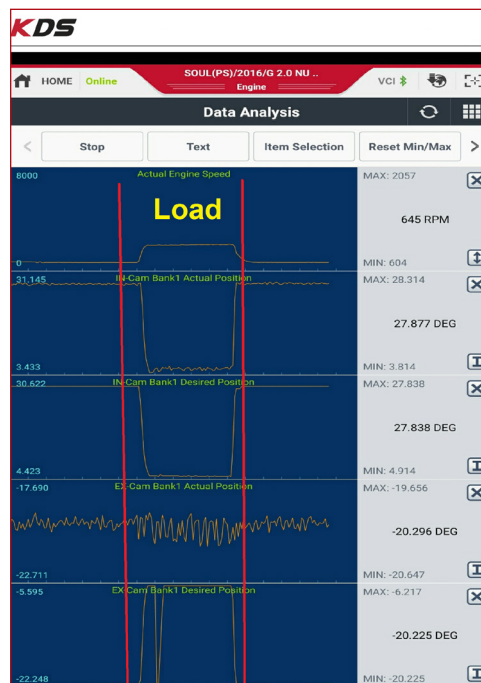 KDS
HOME Online SOUL(PS)/2016/G 2.0 NU .. Engine VCI
Data Analysis
< Stop Text Item Selection Reset Min/Max >
8000 Actual Engine Speed MAX: 2057
Load
645 RPM
0 MIN: 604
31.145 IN-Cam Bank1 Actual Position MAX: 28.314
27.877 DEG
3.433 MIN: 3.814
30.622 IN-Cam Bank1 Desired Position MAX: 27.838
27.838 DEG
4.423 MIN: 4.914
-17.690 EX-Cam Bank1 Actual Position MAX: -19.656
-20.296 DEG
-22.711 MIN: -20.647
-5.595 EX-Cam Bank1 Desired Position MAX: -6.217
-20.225 DEG
-22.248 MIN: -20.225